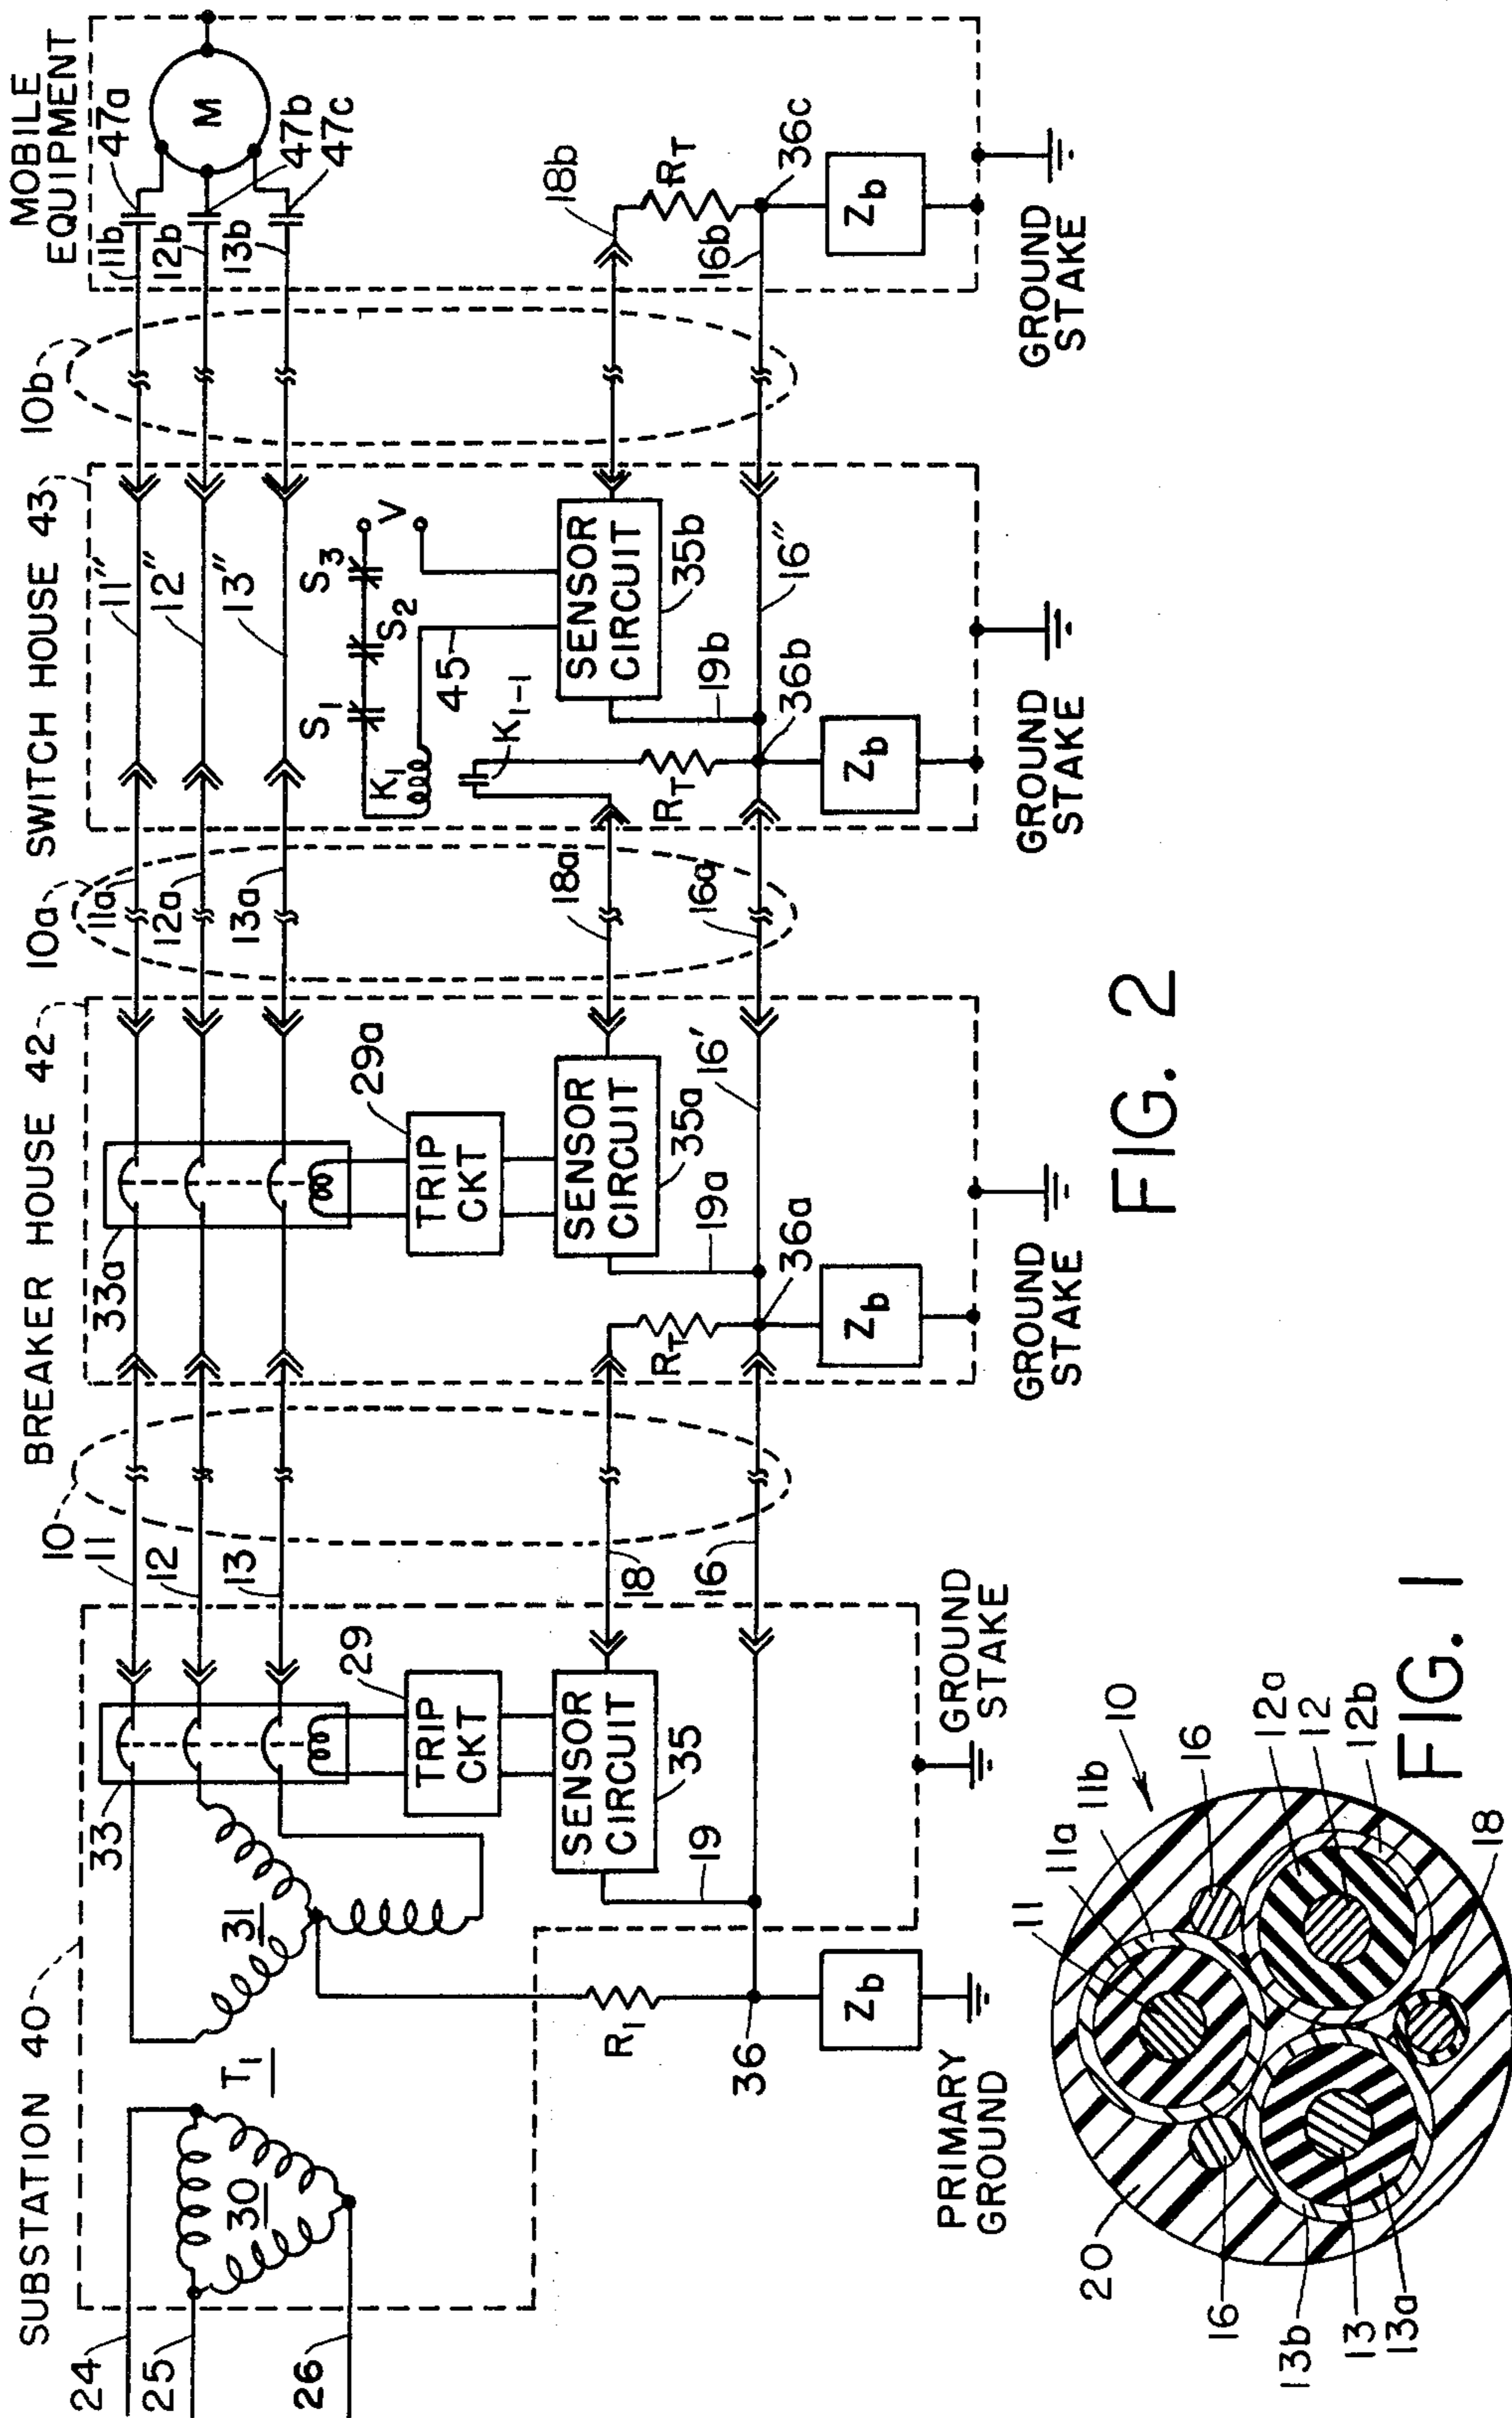 SUBSTATION 40
24
25
26
30
T1
31
33
29
TRIP
CKT
SENSOR
CIRCUIT
35
19
R1
36
Zb
PRIMARY
GROUND
GROUND
STAKE
10
11
12
13
18
16
BREAKER HOUSE 42
33a
29a
TRIP
CKT
SENSOR
CIRCUIT
35a
19a
16'
RT
36a
Zb
GROUND
STAKE
10a
11a
12a
13a
18a
16a
SWITCH HOUSE 43
11"
12"
13"
S1
S2
S3
V
K1
45
K1-1
SENSOR
CIRCUIT
35b
19b
16"
RT
36b
Zb
GROUND
STAKE
10b
MOBILE
EQUIPMENT
11b
12b
13b
47a
47b
47c
M
18b
RT
16b
36c
Zb
GROUND
STAKE
FIG. 2
10
11
11a
11b
16
12a
12
12b
18
20
16
13b
13
13a
FIG. 1